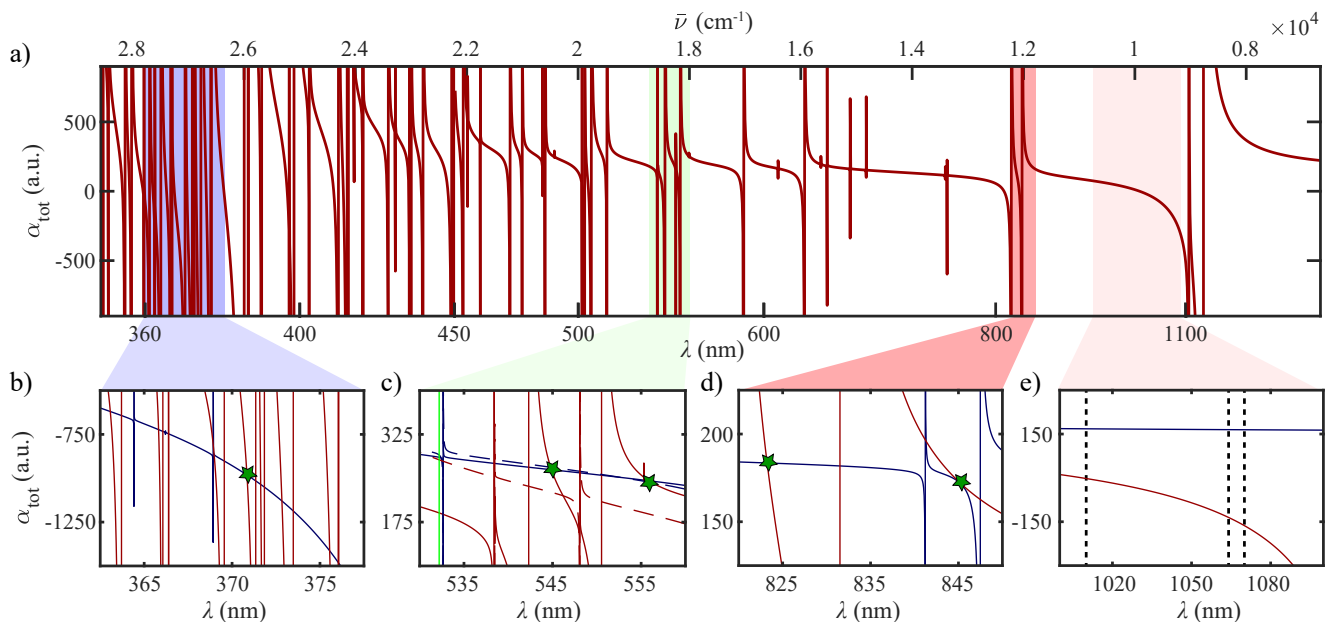 ν̄ (cm⁻¹)
a) 2.8 2.6 2.4 2.2 2 1.8 1.6 1.4 1.2 1 0.8 ×10⁴
500
0
-500
α_tot (a.u.)
360 400 450 500 600 800 1100
λ (nm)
b) c) d) e)
-750 325 200 150
-1250 175 150 -150
α_tot (a.u.)
365 370 375 535 545 555 825 835 845 1020 1050 1080
λ (nm) λ (nm) λ (nm) λ (nm)